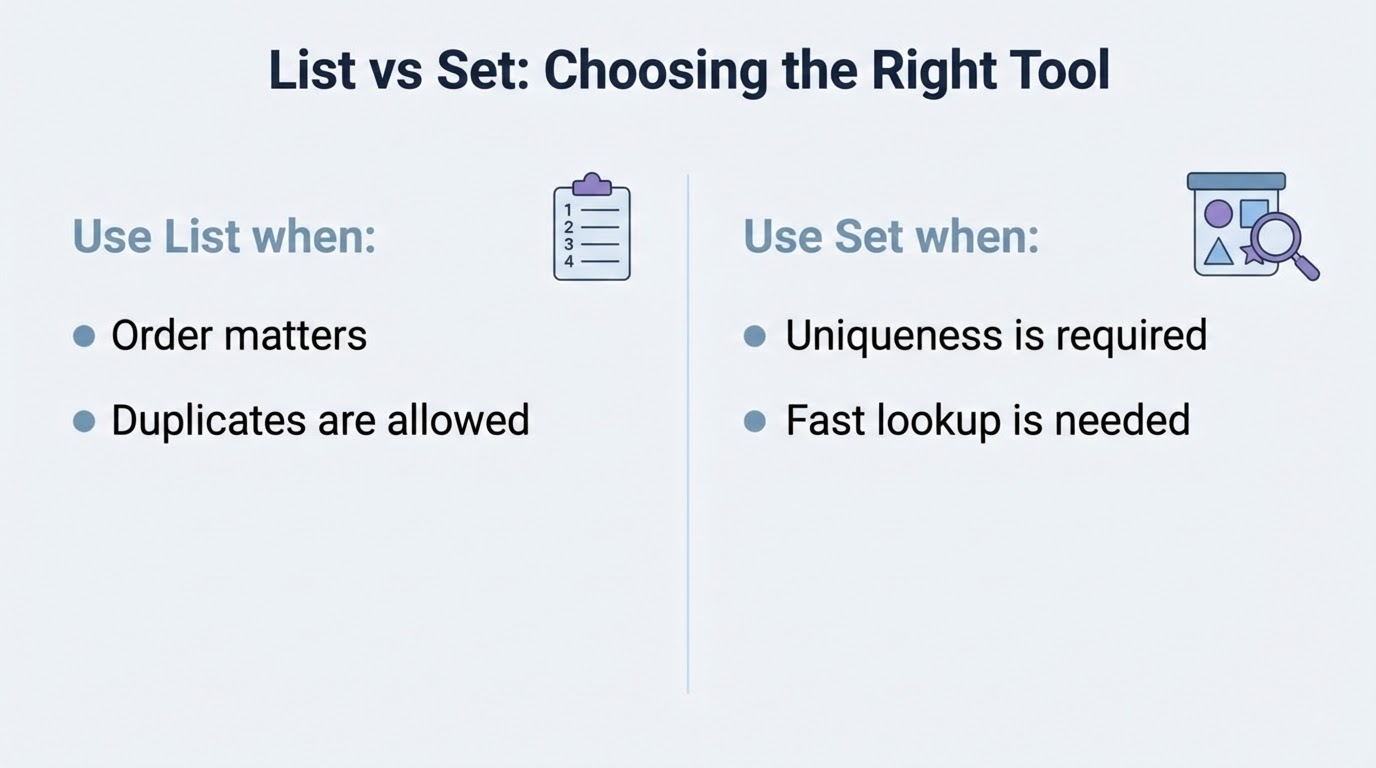 List vs Set: Choosing the Right Tool
Use List when:
1
2
3
4
Order matters
Duplicates are allowed
Use Set when:
Uniqueness is required
Fast lookup is needed